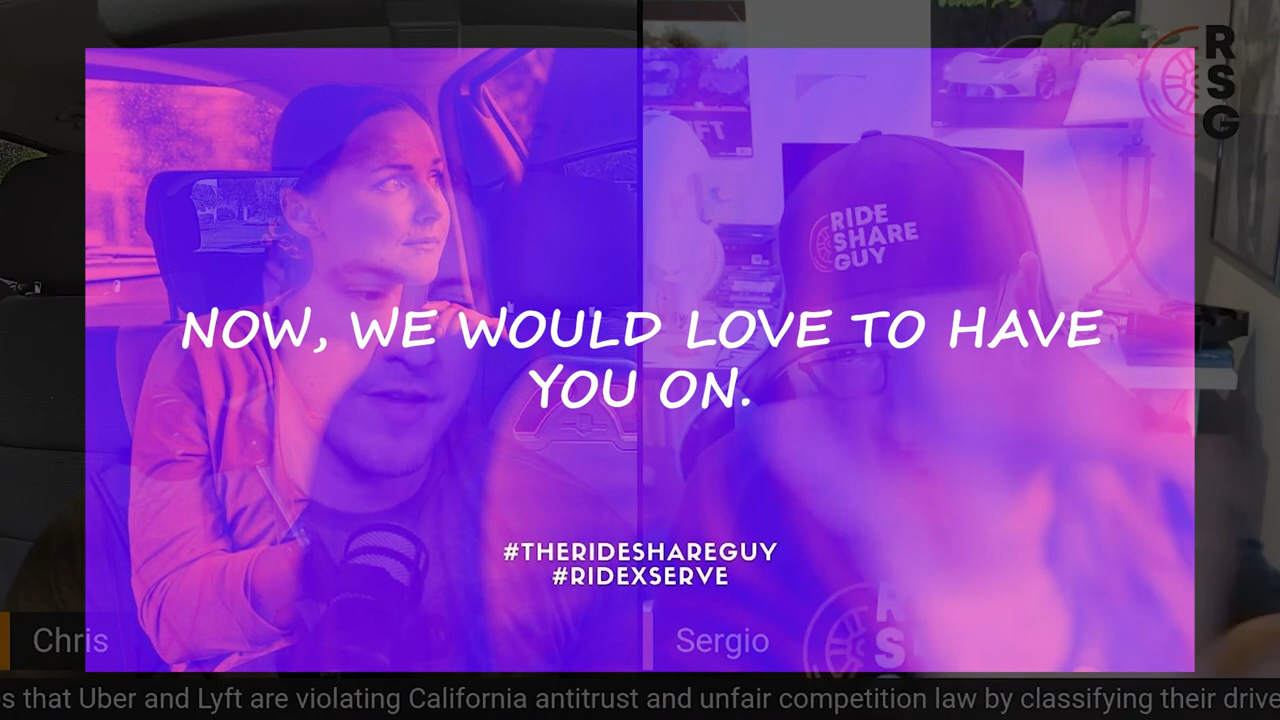 R
S
G
IFT
RIDE
SHARE
GUY
NOW, WE WOULD LOVE TO HAVE
YOU ON.
#THERIDESHAREGUY
#RIDEXSERVE
Chris
Sergio
R
S
s that Uber and Lyft are violating California antitrust and unfair competition law by classifying their drive